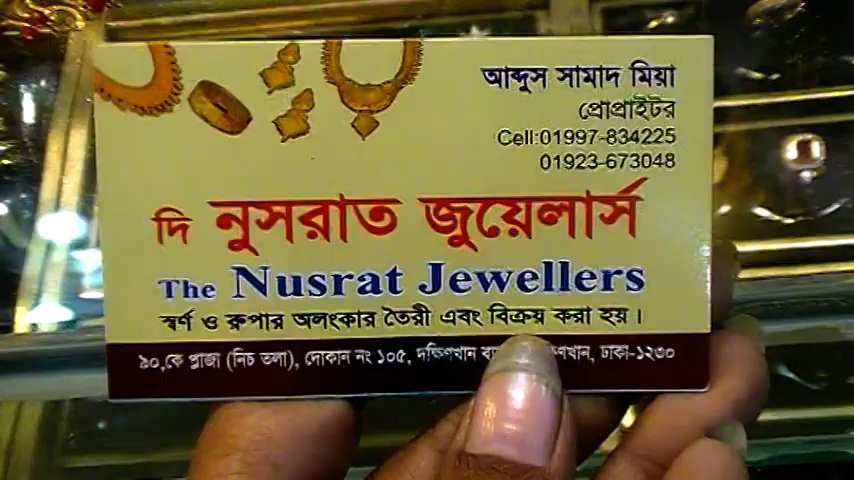 আব্দুস সামাদ মিয়া
প্রোপ্রাইটর
Cell:01997-834225
01923-673048
দি নুসরাত জুয়েলার্স
The Nusrat Jewellers
স্বর্ণ ও রুপার অলংকার তৈরী এবং বিক্রয় করা হয়।
৯০,কে প্লাজা (নিচ তলা), দোকান নং ১০৫, দক্ষিণখান ঢাকা-১২৩০